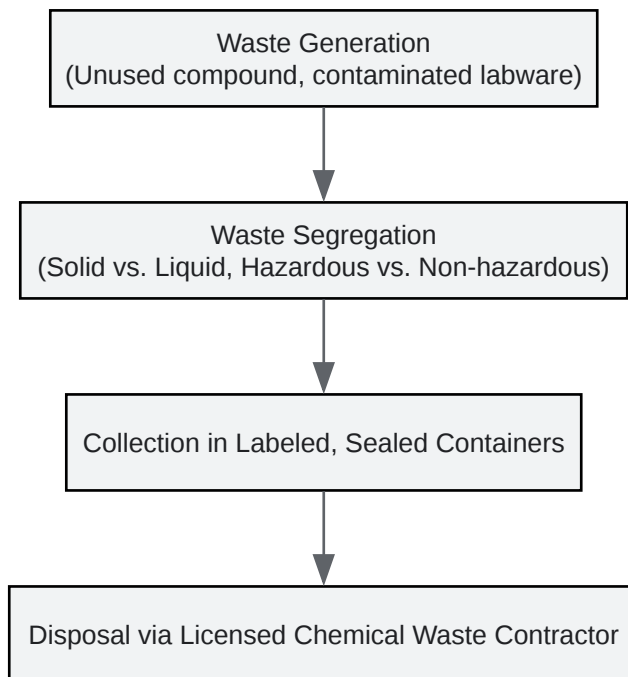 Waste Generation
(Unused compound, contaminated labware)
Waste Segregation
(Solid vs. Liquid, Hazardous vs. Non-hazardous)
Collection in Labeled, Sealed Containers
Disposal via Licensed Chemical Waste Contractor